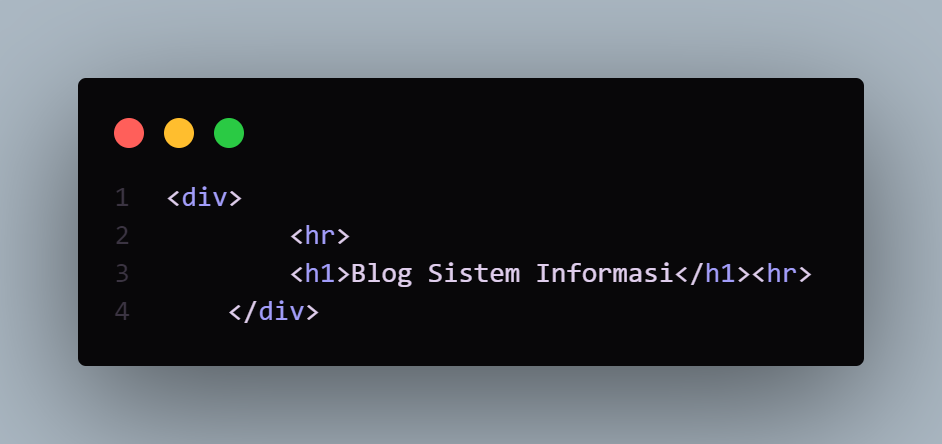 1 <div>
2         <hr>
3         <h1>Blog Sistem Informasi</h1><hr>
4     </div>